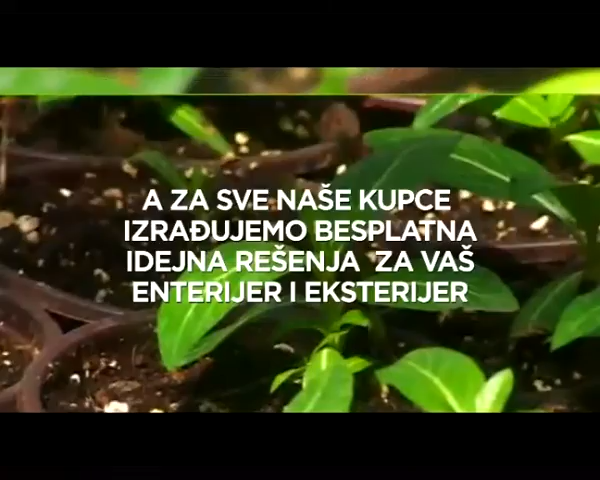 A ZA SVE NAŠE KUPCE
IZRAĐUJEMO BESPLATNA
IDEJNA REŠENJA ZA VAŠ
ENTERIJER I EKSTERIJER